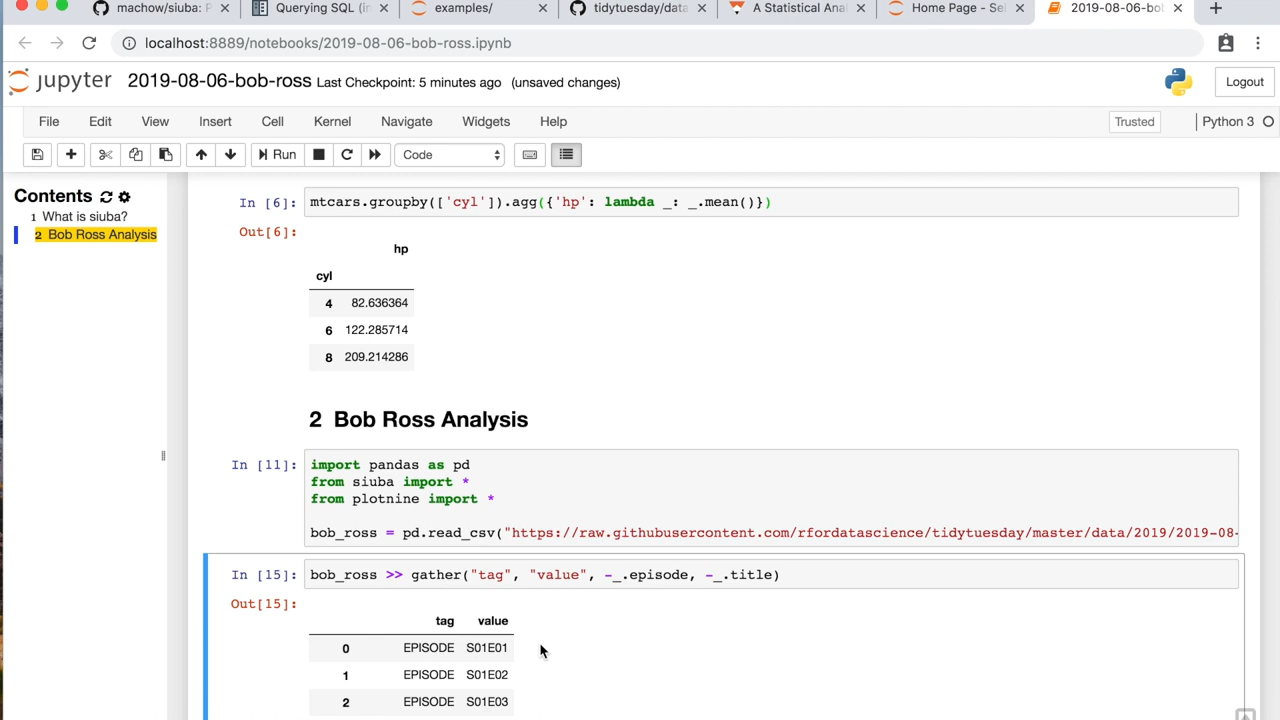 machow/siuba: P
Querying SQL (in
examples/
tidytuesday/data
A Statistical Anal
Home Page - Sel
2019-08-06-bob
localhost:8889/notebooks/2019-08-06-bob-ross.ipynb
jupyter 2019-08-06-bob-ross Last Checkpoint: 5 minutes ago (unsaved changes)
Logout
File Edit View Insert Cell Kernel Navigate Widgets Help
Trusted
Python 3
Run
Code
Contents
1 What is siuba?
2 Bob Ross Analysis
In [6]: mtcars.groupby(['cyl']).agg({'hp': lambda _: _.mean()})
Out[6]:
hp
cyl
4 82.636364
6 122.285714
8 209.214286
2 Bob Ross Analysis
In [11]: import pandas as pd
from siuba import *
from plotnine import *
bob_ross = pd.read_csv("https://raw.githubusercontent.com/rfordatascience/tidytuesday/master/data/2019/2019-08-
In [15]: bob_ross >> gather("tag", "value", -_.episode, -_.title)
Out[15]:
tag value
0 EPISODE S01E01
1 EPISODE S01E02
2 EPISODE S01E03